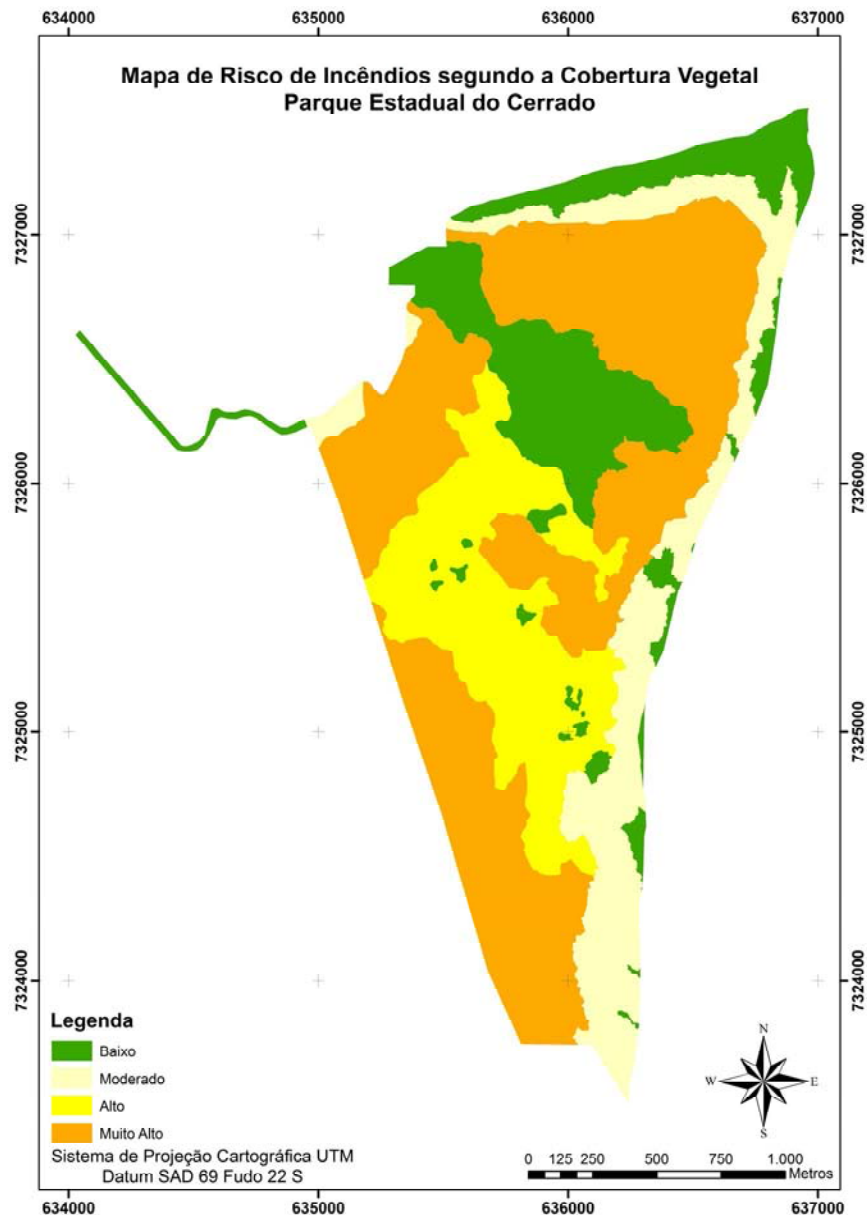 634000 635000 636000 637000
Mapa de Risco de Incêndios segundo a Cobertura Vegetal
Parque Estadual do Cerrado
7327000 7327000
7326000 7326000
7325000 7325000
7324000 7324000
Legenda
Baixo
Moderado
Alto
Muito Alto
Sistema de Projeção Cartográfica UTM
Datum SAD 69 Fudo 22 S
N
W E
S
0 125 250 500 750 1.000
Metros
634000 635000 636000 637000